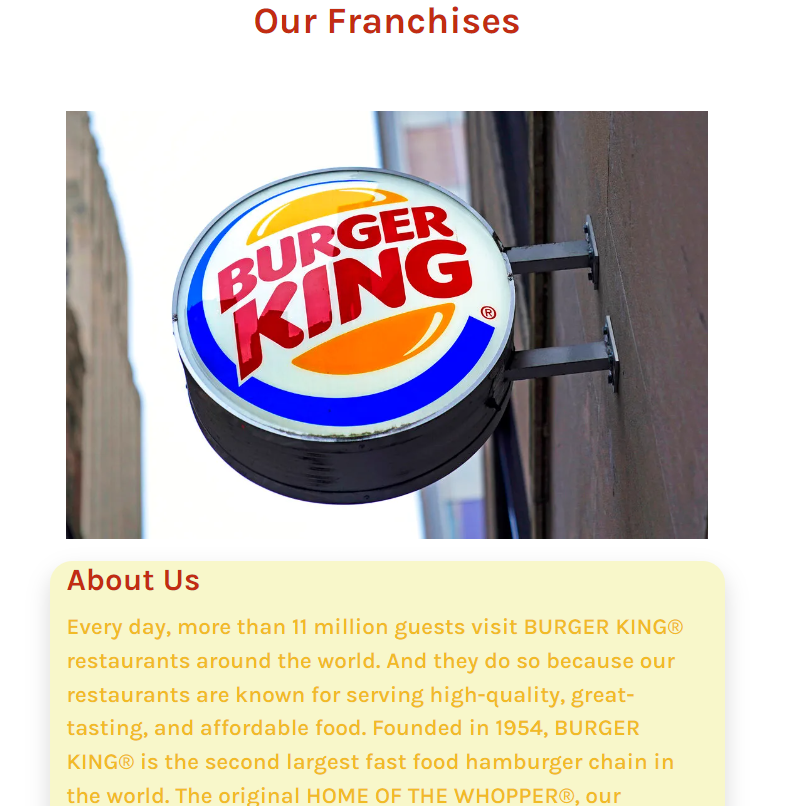 Our Franchises
BURGER
KING
®
About Us
Every day, more than 11 million guests visit BURGER KING®
restaurants around the world. And they do so because our
restaurants are known for serving high-quality, great-
tasting, and affordable food. Founded in 1954, BURGER
KING® is the second largest fast food hamburger chain in
the world. The original HOME OF THE WHOPPER®, our